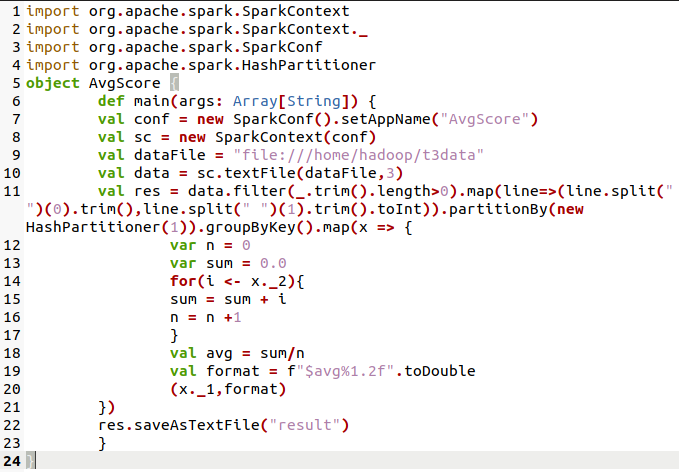 1 import org.apache.spark.SparkContext
2 import org.apache.spark.SparkContext._
3 import org.apache.spark.SparkConf
4 import org.apache.spark.HashPartitioner
5 object AvgScore {
6 def main(args: Array[String]) {
7 val conf = new SparkConf().setAppName("AvgScore")
8 val sc = new SparkContext(conf)
9 val dataFile = "file:///home/hadoop/t3data"
10 val data = sc.textFile(dataFile,3)
11 val res = data.filter(_.trim().length>0).map(line=>(line.split("
")(0).trim(),line.split(" ")(1).trim().toInt)).partitionBy(new
HashPartitioner(1)).groupByKey().map(x => {
12 var n = 0
13 var sum = 0.0
14 for(i <- x._2){
15 sum = sum + i
16 n = n +1
17 }
18 val avg = sum/n
19 val format = f"$avg%1.2f".toDouble
20 (x._1,format)
21 })
22 res.saveAsTextFile("result")
23 }
24 }